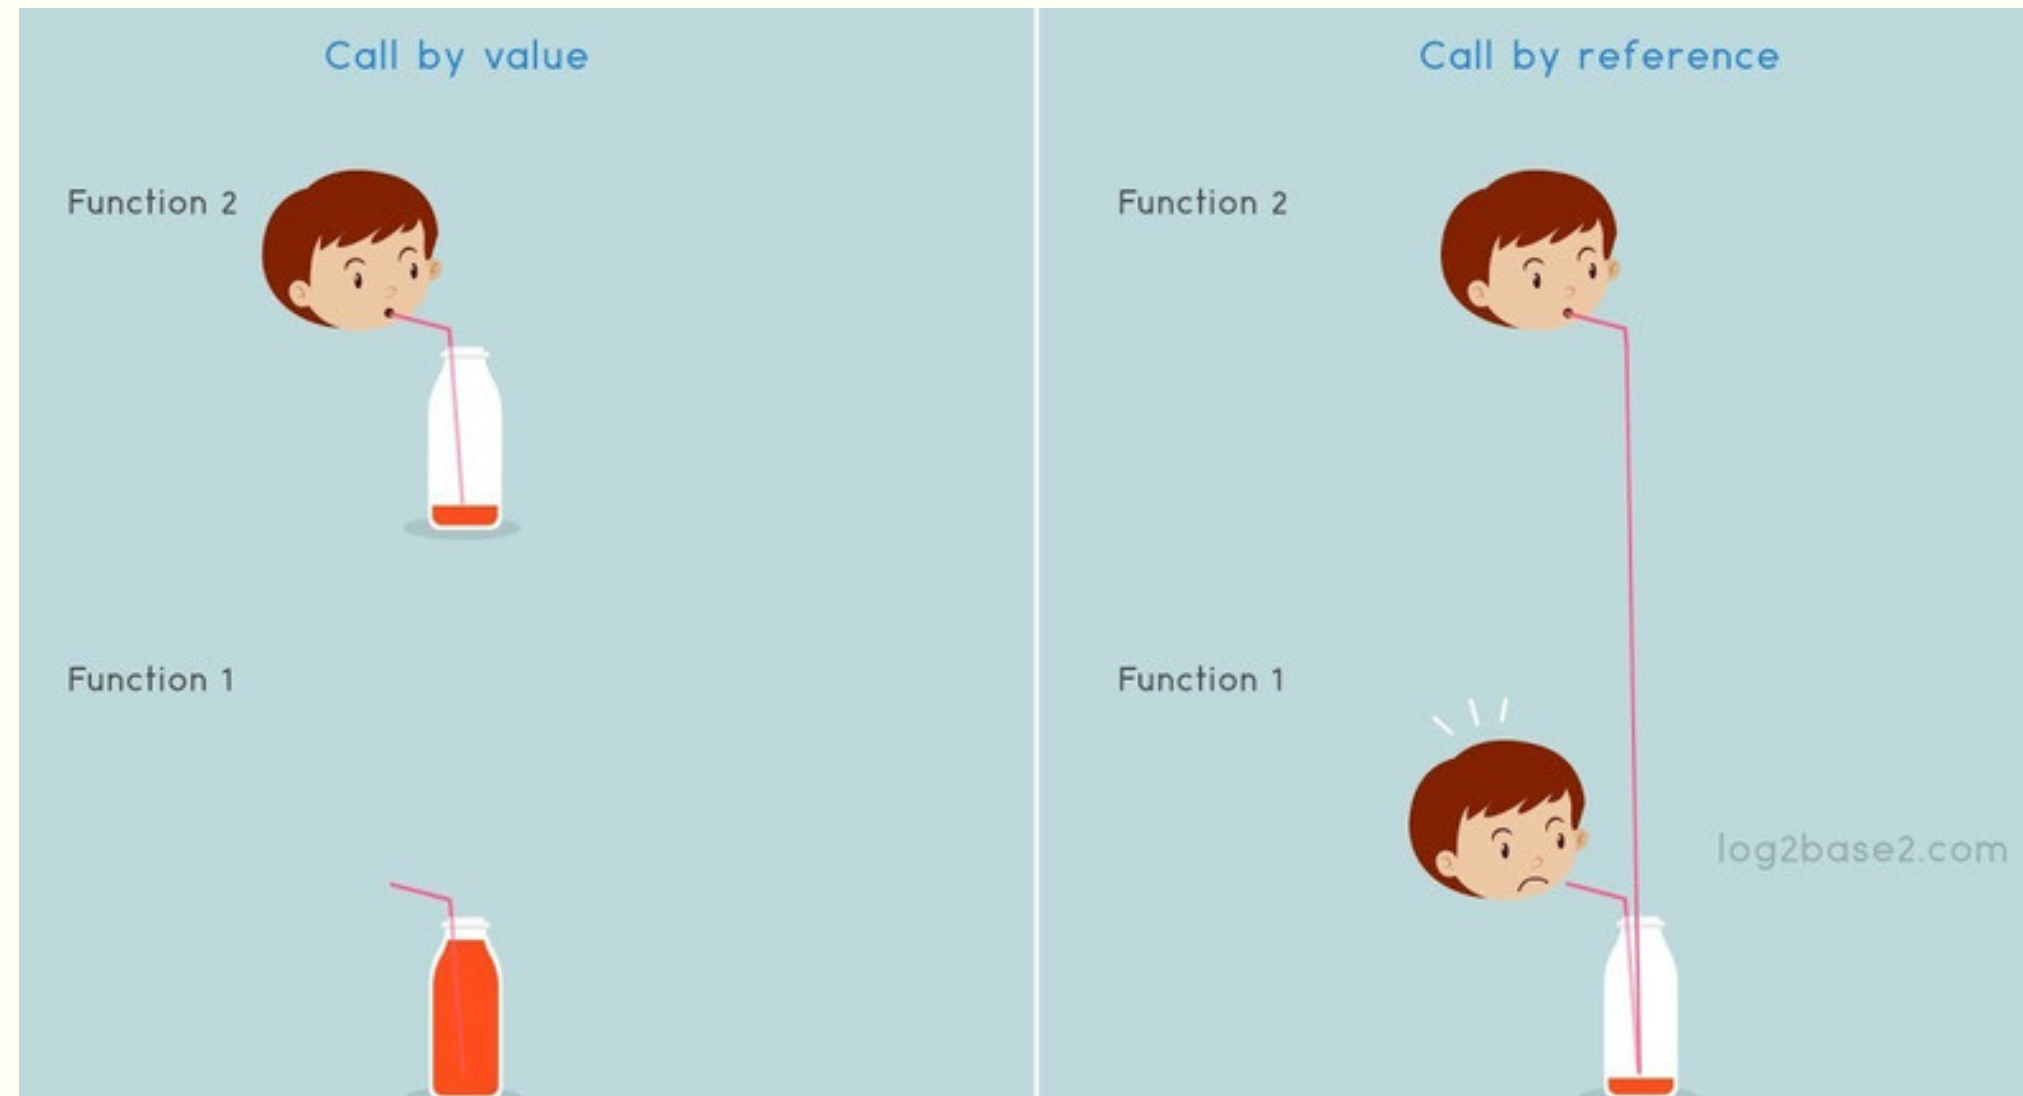 Call by value
Function 2
Function 1
Call by reference
Function 2
Function 1
log2base2.com